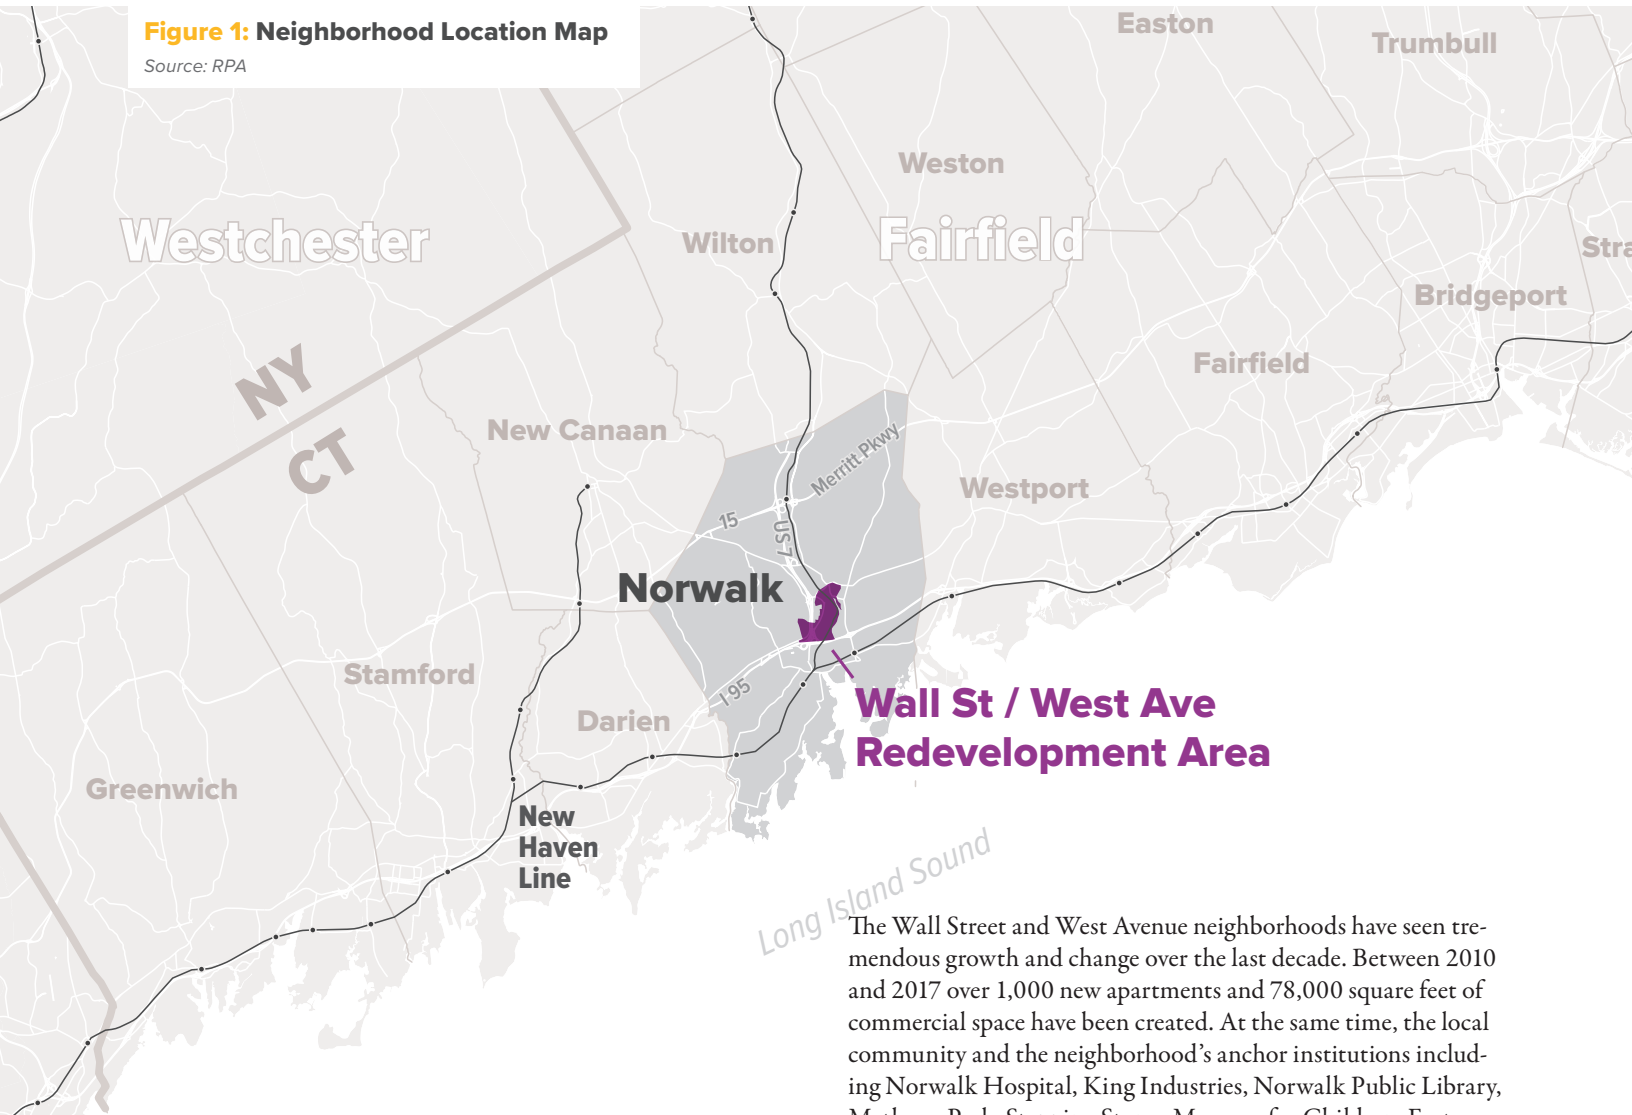 Figure 1: Neighborhood Location Map
Source: RPA
Easton
Trumbull
Weston
Westchester
Wilton
Fairfield
Bridgeport
Fairfield
NY
CT
New Canaan
Merritt Pkwy
Westport
15
US 7
Norwalk
Stamford
I-95
Darien
Wall St / West Ave
Redevelopment Area
Greenwich
New
Haven
Line
Long Island Sound
The Wall Street and West Avenue neighborhoods have seen tre-
mendous growth and change over the last decade. Between 2010
and 2017 over 1,000 new apartments and 78,000 square feet of
commercial space have been created. At the same time, the local
community and the neighborhood's anchor institutions includ-
ing Norwalk Hospital, King Industries, Norwalk Public Library,